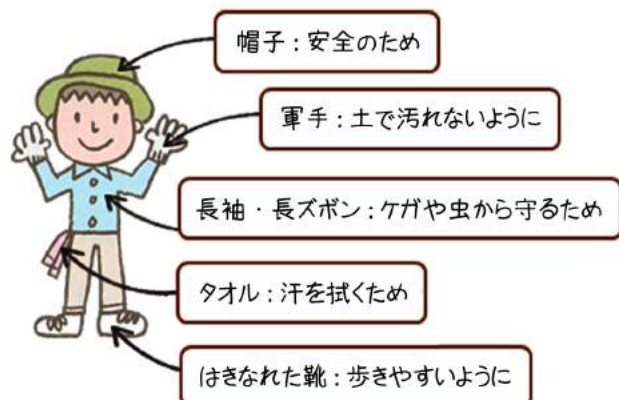 帽子：安全のため
軍手：土で汚れないように
長袖・長ズボン：ケガや虫から守るため
タオル：汗を拭くため
はきなれた靴：歩きやすいように